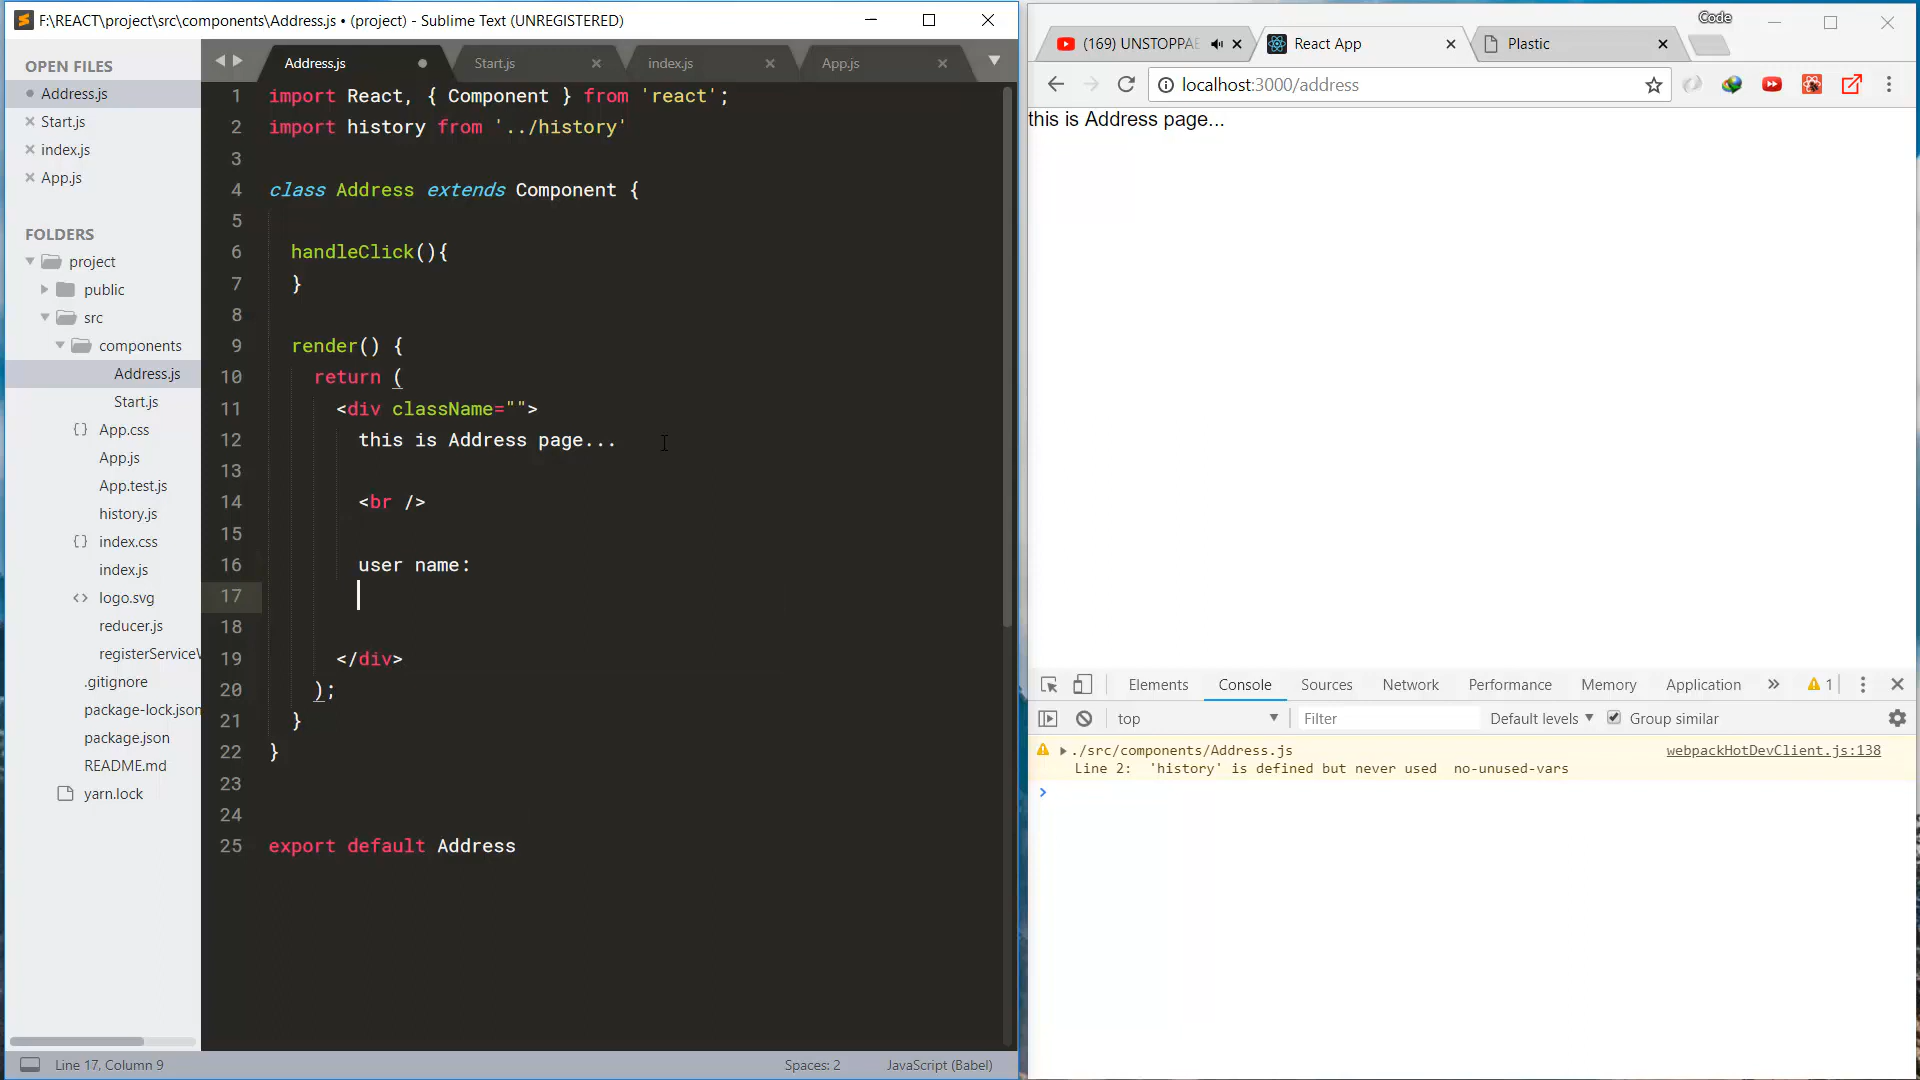 F:\REACT\project\src\components\Address.js • (project) - Sublime Text (UNREGISTERED)
OPEN FILES
Address.js
Start.js
index.js
App.js
FOLDERS
project
public
src
components
Address.js
Start.js
App.css
App.js
App.test.js
history.js
index.css
index.js
logo.svg
reducer.js
registerServiceW
.gitignore
package-lock.json
package.json
README.md
yarn.lock
Address.js
Start.js
index.js
App.js
1 import React, { Component } from 'react';
2 import history from '../history'
3
4 class Address extends Component {
5
6 handleClick(){
7 }
8
9 render() {
10 return (
11 <div className="">
12 this is Address page...
13
14 <br />
15
16 user name:
17
18
19 </div>
20 );
21 }
22 }
23
24
25 export default Address
Line 17, Column 9
Spaces: 2
JavaScript (Babel)
Code
(169) UNSTOPPAB
React App
Plastic
localhost:3000/address
this is Address page...
Elements
Console
Sources
Network
Performance
Memory
Application
1
top
Filter
Default levels
Group similar
./src/components/Address.js
webpackHotDevClient.js:138
Line 2: 'history' is defined but never used no-unused-vars